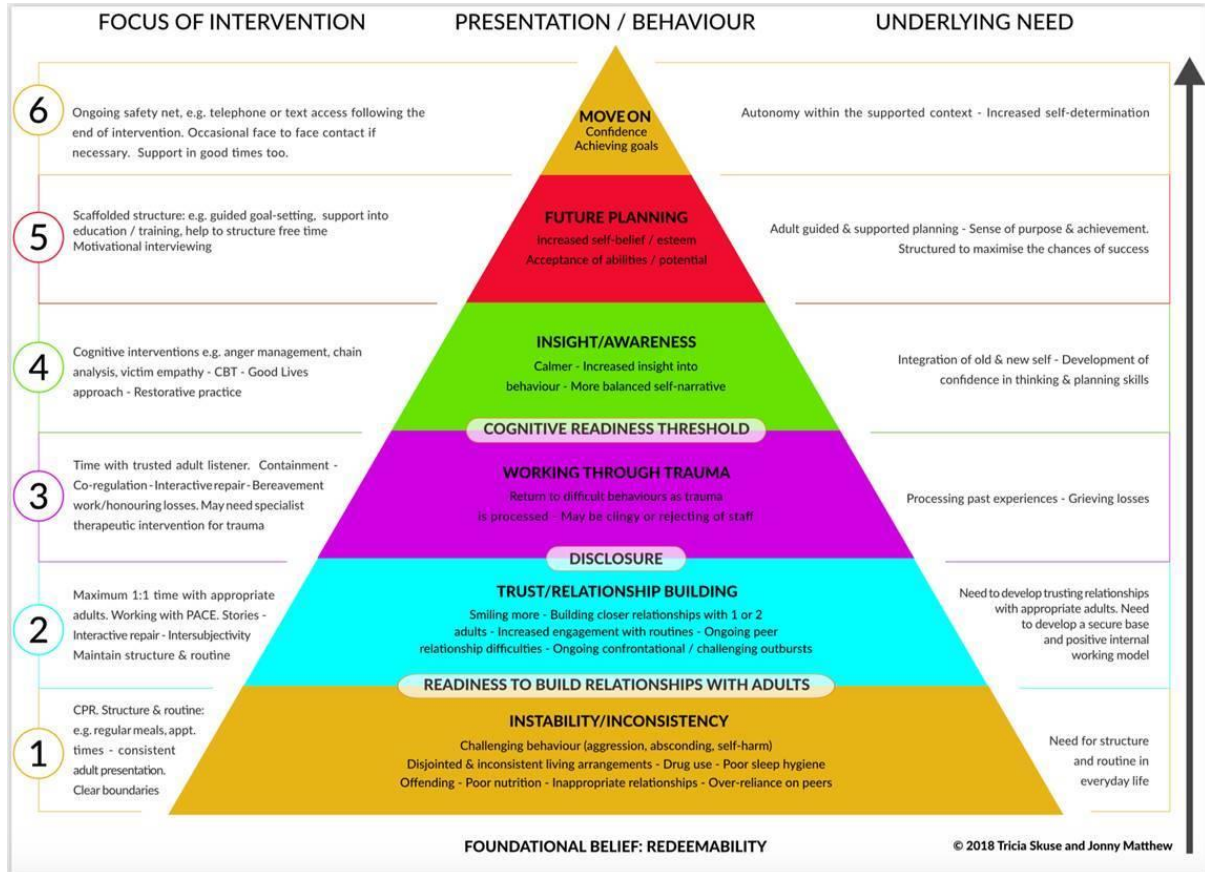 FOCUS OF INTERVENTION
PRESENTATION / BEHAVIOUR
UNDERLYING NEED
6
Ongoing safety net, e.g. telephone or text access following the
end of intervention. Occasional face to face contact if
necessary. Support in good times too.
MOVE ON
Confidence
Achieving goals
Autonomy within the supported context - Increased self-determination
5
Scaffolded structure: e.g. guided goal-setting, support into
education / training, help to structure free time
Motivational interviewing
FUTURE PLANNING
Increased self-belief / esteem
Acceptance of abilities / potential
Adult guided & supported planning - Sense of purpose & achievement.
Structured to maximise the chances of success
4
Cognitive interventions e.g. anger management, chain
analysis, victim empathy - CBT - Good Lives
approach - Restorative practice
INSIGHT/AWARENESS
Calmer - Increased insight into
behaviour - More balanced self-narrative
Integration of old & new self - Development of
confidence in thinking & planning skills
COGNITIVE READINESS THRESHOLD
3
Time with trusted adult listener. Containment -
Co-regulation - Interactive repair - Bereavement
work/honouring losses. May need specialist
therapeutic intervention for trauma
WORKING THROUGH TRAUMA
Return to difficult behaviours as trauma
is processed - May be clingy or rejecting of staff
Processing past experiences - Grieving losses
DISCLOSURE
2
Maximum 1:1 time with appropriate
adults. Working with PACE. Stories -
Interactive repair - Intersubjectivity
Maintain structure & routine
TRUST/RELATIONSHIP BUILDING
Smiling more - Building closer relationships with 1 or 2
adults - Increased engagement with routines - Ongoing peer
relationship difficulties - Ongoing confrontational / challenging outbursts
Need to develop trusting relationships
with appropriate adults. Need
to develop a secure base
and positive internal
working model
READINESS TO BUILD RELATIONSHIPS WITH ADULTS
1
CPR. Structure & routine:
e.g. regular meals, appt.
times - consistent
adult presentation.
Clear boundaries
INSTABILITY/INCONSISTENCY
Challenging behaviour (aggression, absconding, self-harm)
Disjointed & inconsistent living arrangements - Drug use - Poor sleep hygiene
Offending - Poor nutrition - Inappropriate relationships - Over-reliance on peers
Need for structure
and routine in
everyday life
FOUNDATIONAL BELIEF: REDEEMABILITY
© 2018 Tricia Skuse and Jonny Matthew